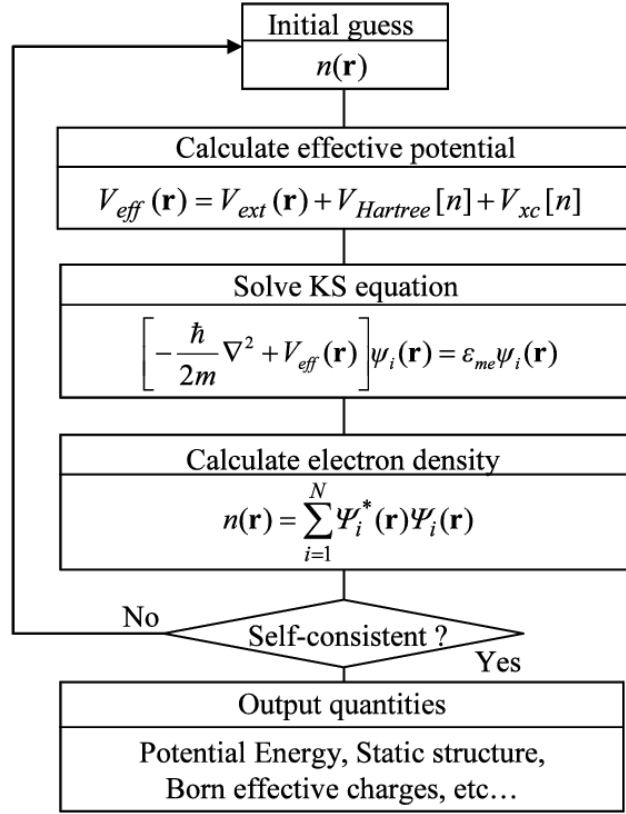 Initial guess
n(r)
Calculate effective potential
V_eff(r) = V_ext(r) + V_Hartree[n] + V_xc[n]
Solve KS equation
[-ℏ/2m ∇² + V_eff(r)]ψ_i(r) = ε_me ψ_i(r)
Calculate electron density
n(r) = ∑_{i=1}^{N} Ψ_i^*(r)Ψ_i(r)
No
Self-consistent ?
Yes
Output quantities
Potential Energy, Static structure,
Born effective charges, etc…